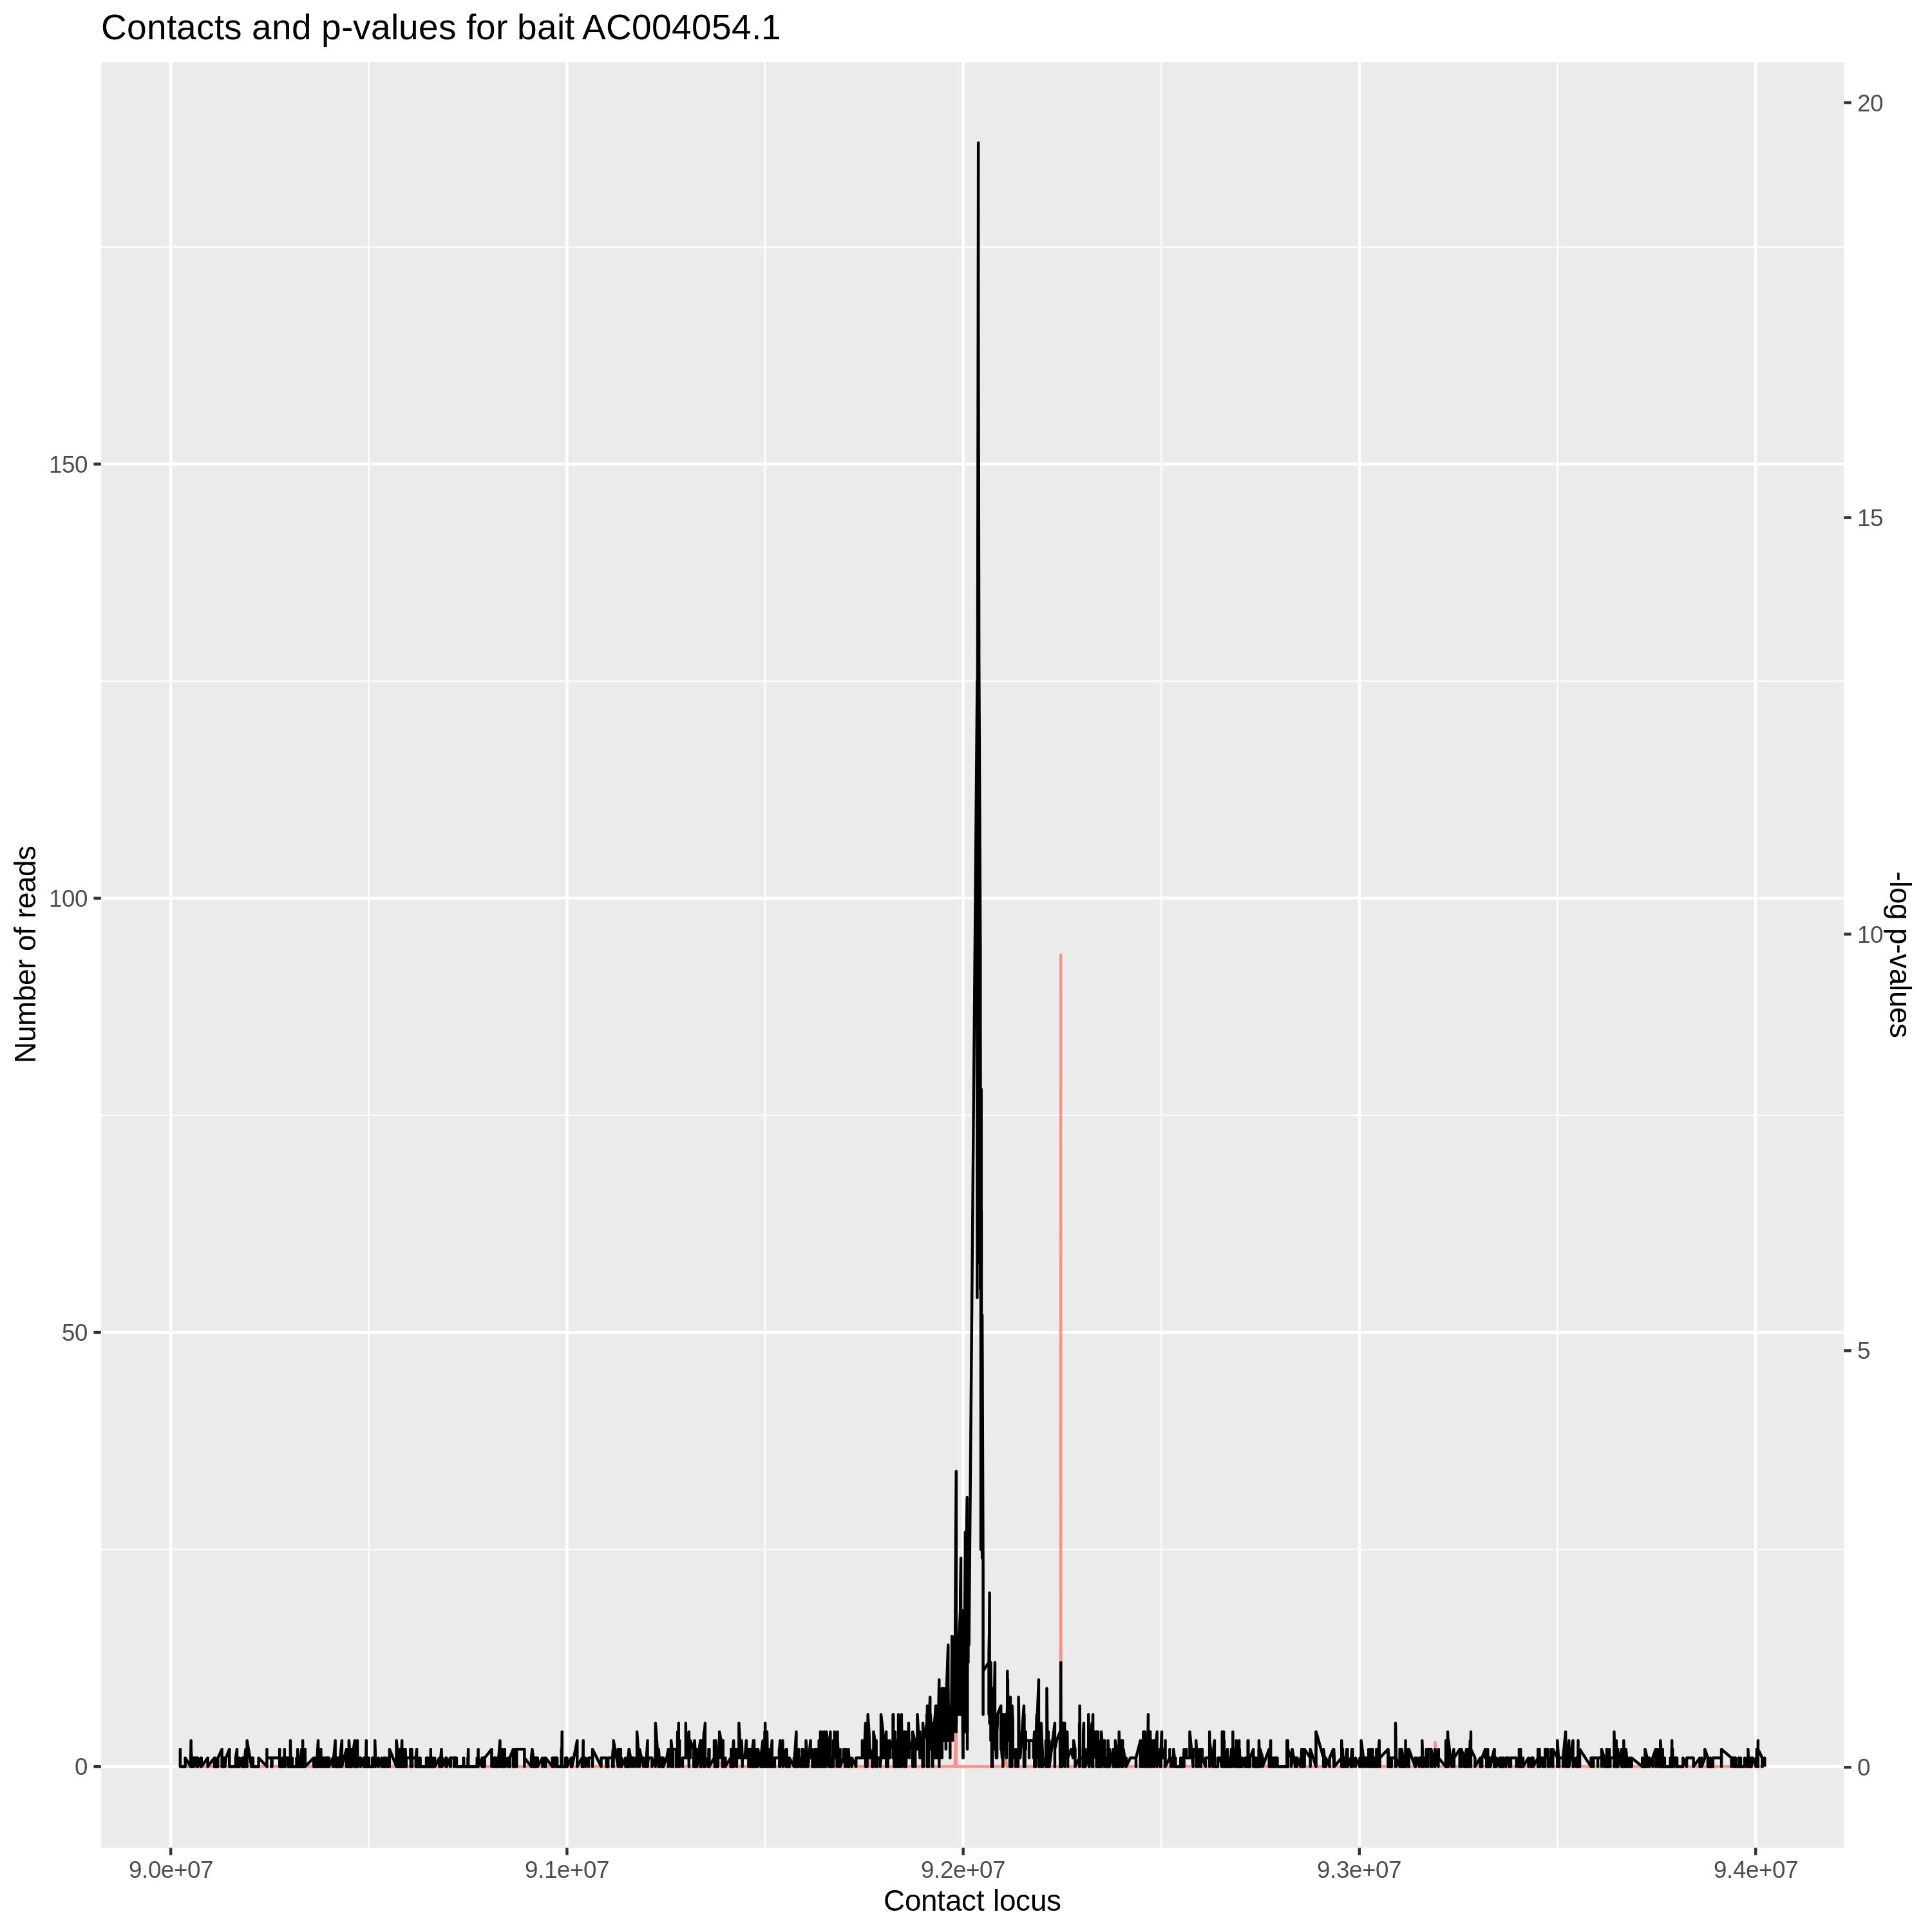 Contacts and p-values for bait AC004054.1
Number of reads
150
100
50
0
20
15
10
5
0
-log p-values
9.0e+07
9.1e+07
9.2e+07
9.3e+07
9.4e+07
Contact locus